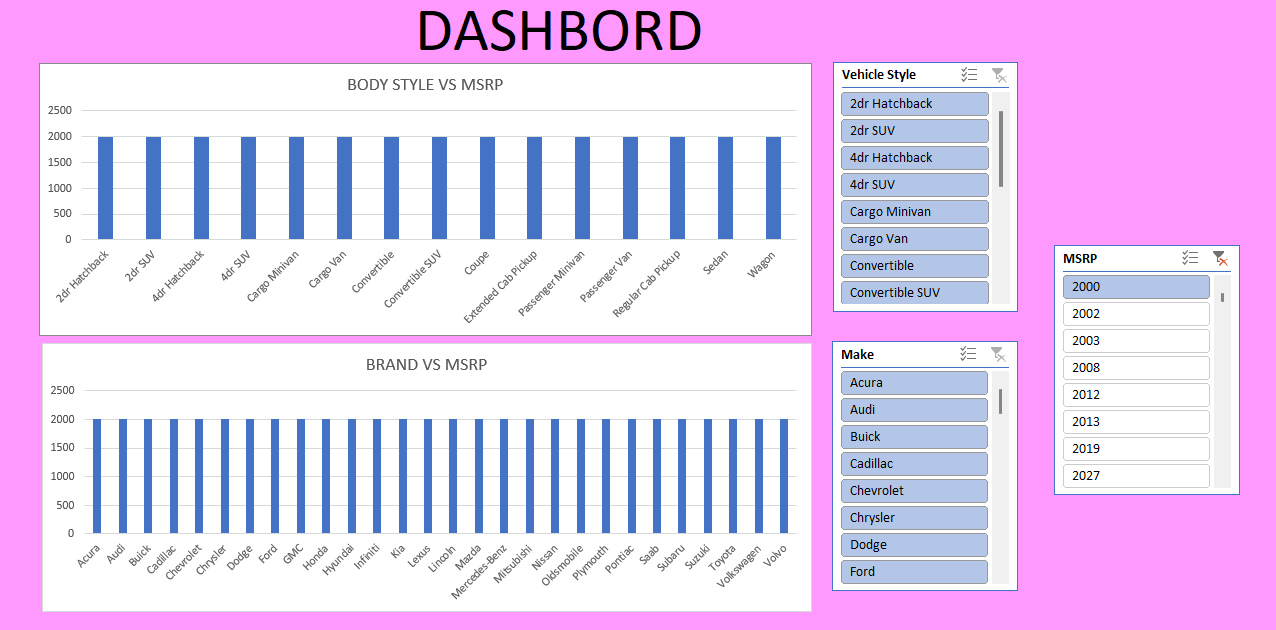 DASHBORD
BODY STYLE VS MSRP
2500
2000
1500
1000
500
0
2dr Hatchback
2dr SUV
4dr Hatchback
4dr SUV
Cargo Minivan
Cargo Van
Convertible
Convertible SUV
Coupe
Extended Cab Pickup
Passenger Minivan
Passenger Van
Regular Cab Pickup
Sedan
Wagon
Vehicle Style
2dr Hatchback
2dr SUV
4dr Hatchback
4dr SUV
Cargo Minivan
Cargo Van
Convertible
Convertible SUV
BRAND VS MSRP
2500
2000
1500
1000
500
0
Acura
Audi
Buick
Cadillac
Chevrolet
Chrysler
Dodge
Ford
GMC
Honda
Hyundai
Infiniti
Kia
Lexus
Lincoln
Mazda
Mercedes-Benz
Mitsubishi
Nissan
Oldsmobile
Plymouth
Pontiac
Saab
Subaru
Suzuki
Toyota
Volkswagen
Volvo
Make
Acura
Audi
Buick
Cadillac
Chevrolet
Chrysler
Dodge
Ford
MSRP
2000
2002
2003
2008
2012
2013
2019
2027